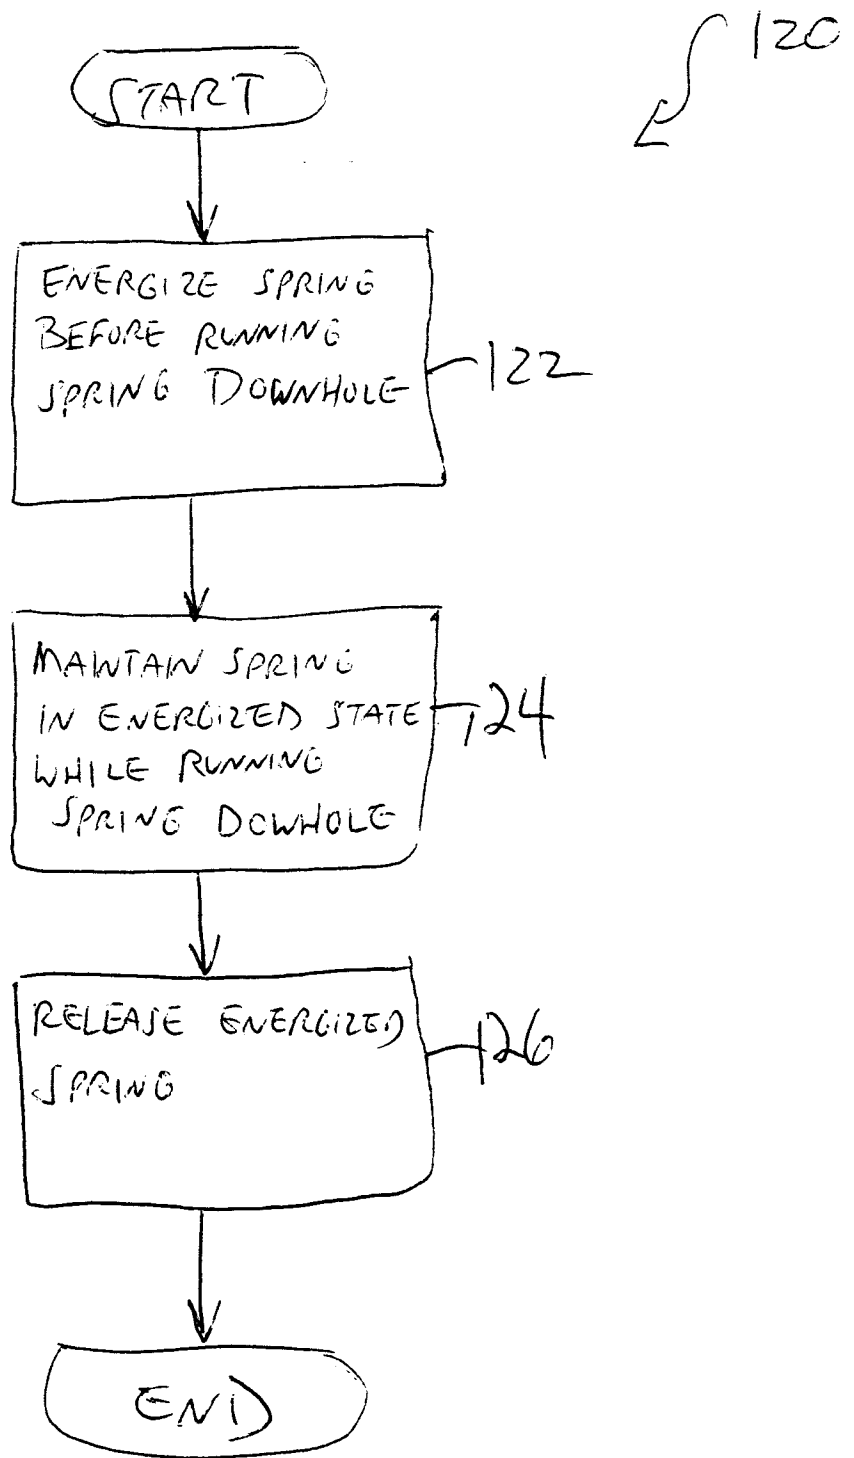 120
START
ENERGIZE SPRING
BEFORE RUNNING
SPRING DOWNHOLE
122
MAINTAIN SPRING
IN ENERGIZED STATE
WHILE RUNNING
SPRING DOWHOLE
124
RELEASE ENERGIZED
SPRING
126
END